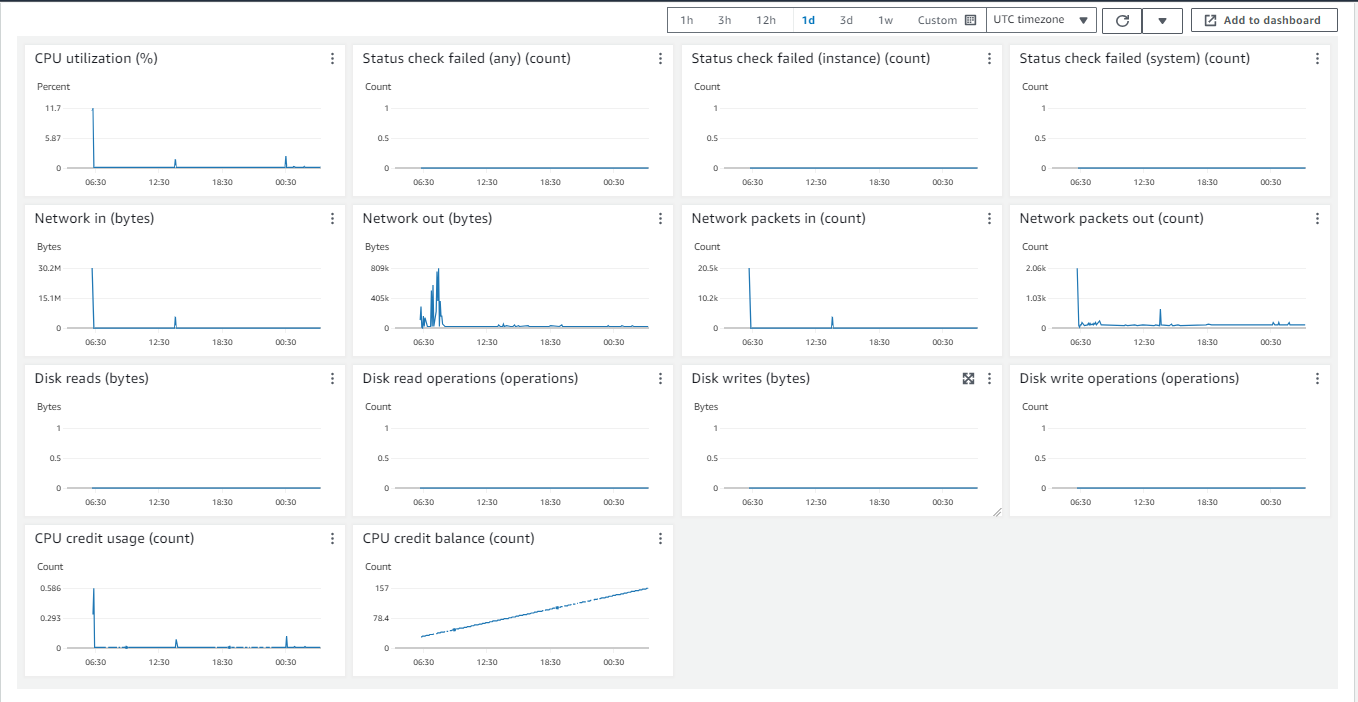 1h 3h 12h 1d 3d 1w Custom UTC timezone Add to dashboard
CPU utilization (%)
Percent
11.7
5.87
0
06:30 12:30 18:30 00:30
Status check failed (any) (count)
Count
1
0.5
0
06:30 12:30 18:30 00:30
Status check failed (instance) (count)
Count
1
0.5
0
06:30 12:30 18:30 00:30
Status check failed (system) (count)
Count
1
0.5
0
06:30 12:30 18:30 00:30
Network in (bytes)
Bytes
30.2M
15.1M
0
06:30 12:30 18:30 00:30
Network out (bytes)
Bytes
809k
405k
0
06:30 12:30 18:30 00:30
Network packets in (count)
Count
20.5k
10.2k
0
06:30 12:30 18:30 00:30
Network packets out (count)
Count
2.06k
1.03k
0
06:30 12:30 18:30 00:30
Disk reads (bytes)
Bytes
1
0.5
0
06:30 12:30 18:30 00:30
Disk read operations (operations)
Count
1
0.5
0
06:30 12:30 18:30 00:30
Disk writes (bytes)
Bytes
1
0.5
0
06:30 12:30 18:30 00:30
Disk write operations (operations)
Count
1
0.5
0
06:30 12:30 18:30 00:30
CPU credit usage (count)
Count
0.586
0.293
0
06:30 12:30 18:30 00:30
CPU credit balance (count)
Count
157
78.4
0
06:30 12:30 18:30 00:30